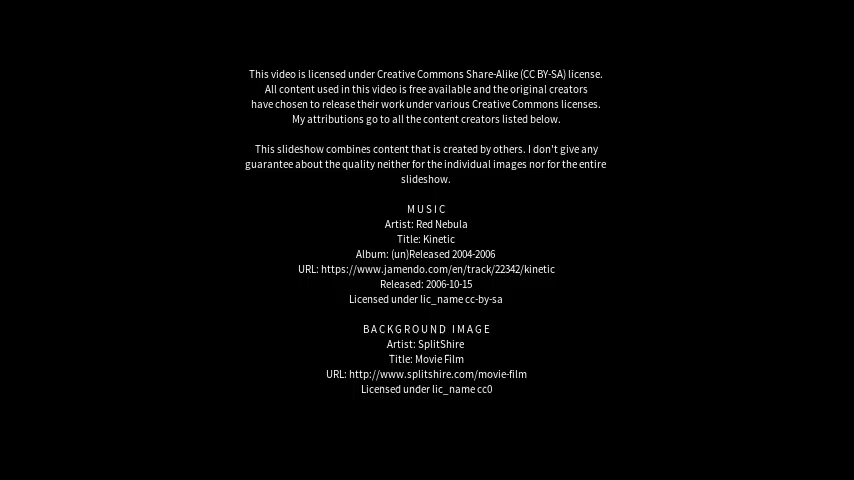 This video is licensed under Creative Commons Share-Alike (CC BY-SA) license.
All content used in this video is free available and the original creators
have chosen to release their work under various Creative Commons licenses.
My attributions go to all the content creators listed below.
This slideshow combines content that is created by others. I don't give any
guarantee about the quality neither for the individual images nor for the entire
slideshow.
MUSIC
Artist: Red Nebula
Title: Kinetic
Album: (un)Released 2004-2006
URL: https://www.jamendo.com/en/track/22342/kinetic
Released: 2006-10-15
Licensed under lic_name cc-by-sa
BACKGROUND IMAGE
Artist: SplitShire
Title: Movie Film
URL: http://www.splitshire.com/movie-film
Licensed under lic_name cc0